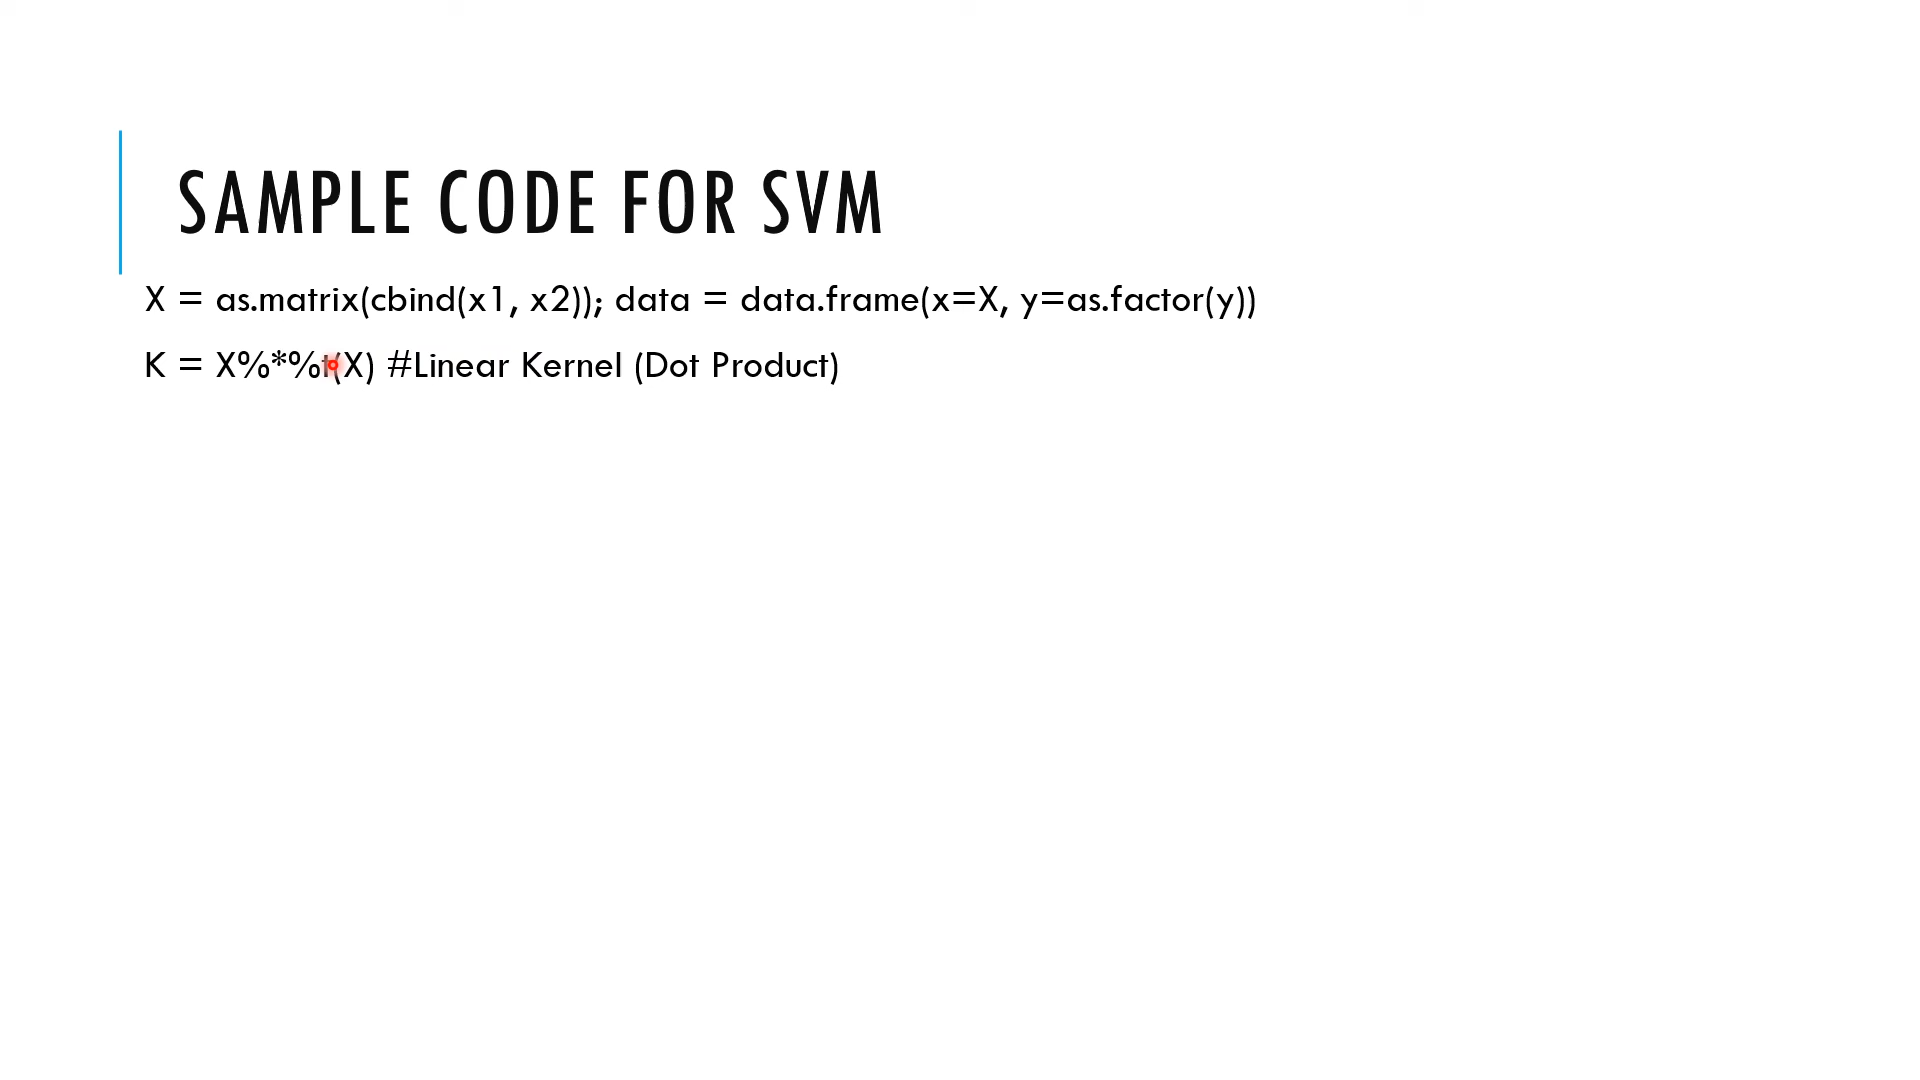 SAMPLE CODE FOR SVM
X = as.matrix(cbind(x1, x2)); data = data.frame(x=X, y=as.factor(y))
K = X%*%t(X) #Linear Kernel (Dot Product)